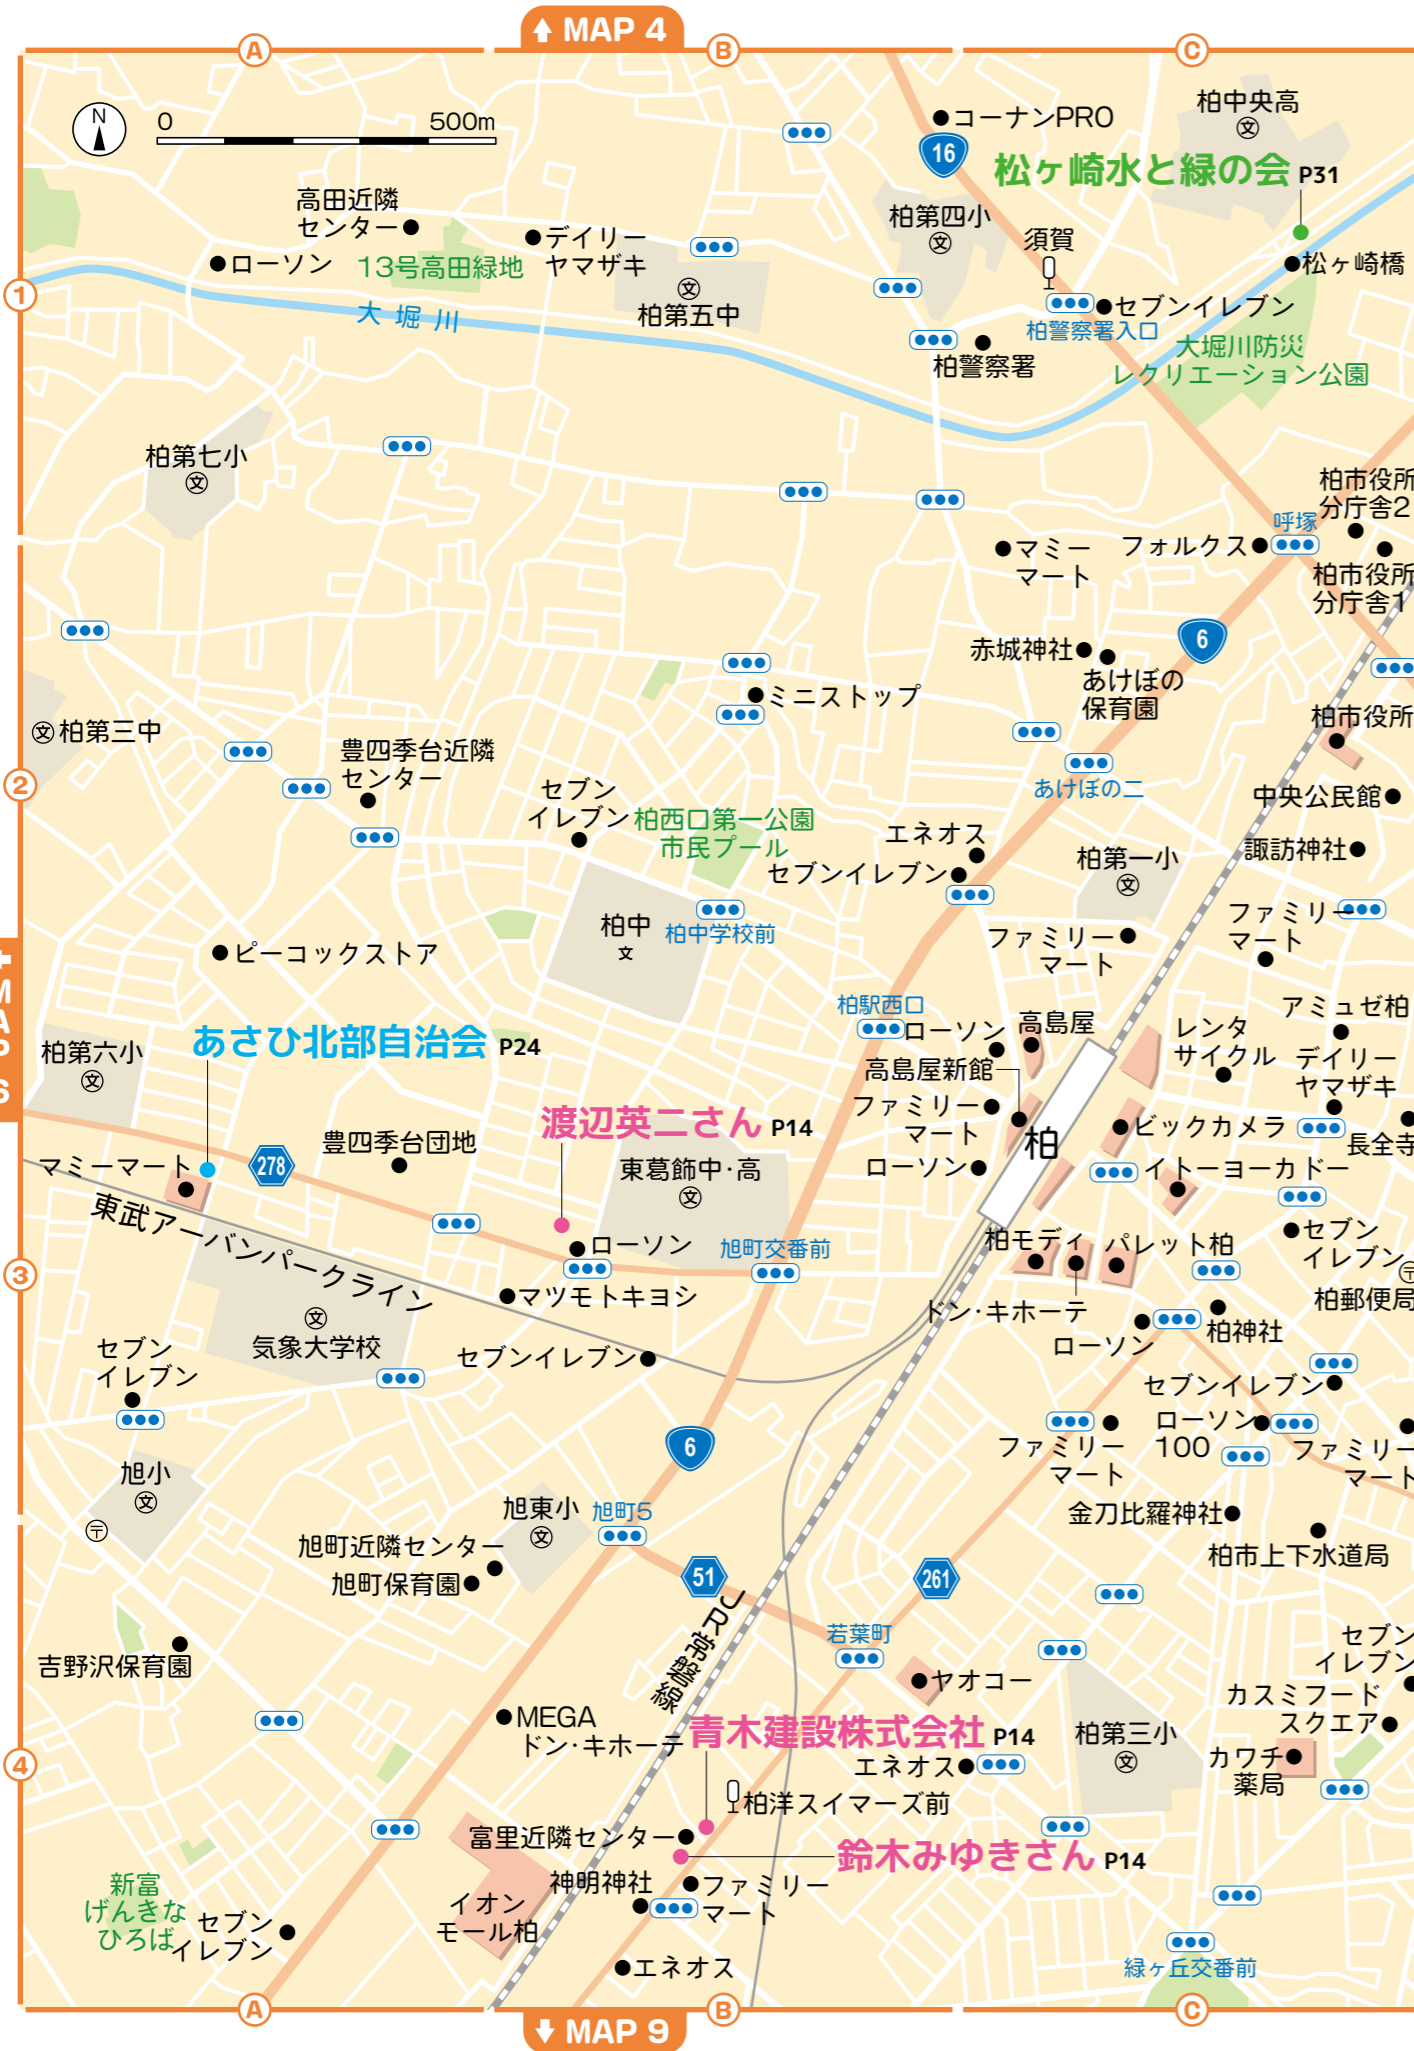 MAP 4
A
B
C
N
0
500m
コーナンPRO
柏中央高
文
16
松ヶ崎水と緑の会 P31
高田近隣
センター
デイリー
ヤマザキ
柏第四小
文
須賀
ローソン
13号高田緑地
松ヶ崎橋
1
文
柏第五中
大堀川
セブンイレブン
柏警察署入口
柏警察署
大堀川防災
レクリエーション公園
柏第七小
文
柏市役所
分庁舎2
呼塚
マミー
マート
フォルクス
柏市役所
分庁舎1
6
赤城神社
あけぼの
保育園
ミニストップ
柏市役所
文
柏第三中
豊四季台近隣
センター
2
セブン
イレブン
あけぼの二
中央公民館
柏西口第一公園
市民プール
エネオス
セブンイレブン
柏第一小
文
諏訪神社
柏中
文
柏中学校前
ファミリー
マート
ファミリー
マート
ピーコックストア
MAP
柏駅西口
ローソン
高島屋
アミュゼ柏
レンタ
サイクル
デイリー
ヤマザキ
あさひ北部自治会 P24
柏第六小
文
高島屋新館
ファミリー
マート
渡辺英二さん P14
ビックカメラ
長全寺
柏
豊四季台団地
マミーマート
278
東葛飾中・高
文
ローソン
イトーヨーカドー
東武アーバンパークライン
ローソン
旭町交番前
柏モディ
パレット柏
セブン
イレブン
〒
柏郵便局
3
マツモトキヨシ
ドン・キホーテ
文
気象大学校
セブンイレブン
ローソン
柏神社
セブン
イレブン
セブンイレブン
ファミリー
マート
ローソン
100
ファミリー
マート
6
旭小
文
〒
旭東小
文
旭町5
金刀比羅神社
旭町近隣センター
旭町保育園
柏市上下水道局
51
261
JR常磐線
若葉町
吉野沢保育園
セブン
イレブン
ヤオコー
カスミフード
スクエア
MEGA
ドン・キホーテ
青木建設株式会社 P14
柏第三小
文
4
エネオス
カワチ
薬局
柏洋スイマーズ前
富里近隣センター
鈴木みゆきさん P14
新富
げんきな
ひろば
神明神社
ファミリー
マート
イオン
モール柏
セブン
イレブン
エネオス
緑ヶ丘交番前
A
B
C
MAP 9